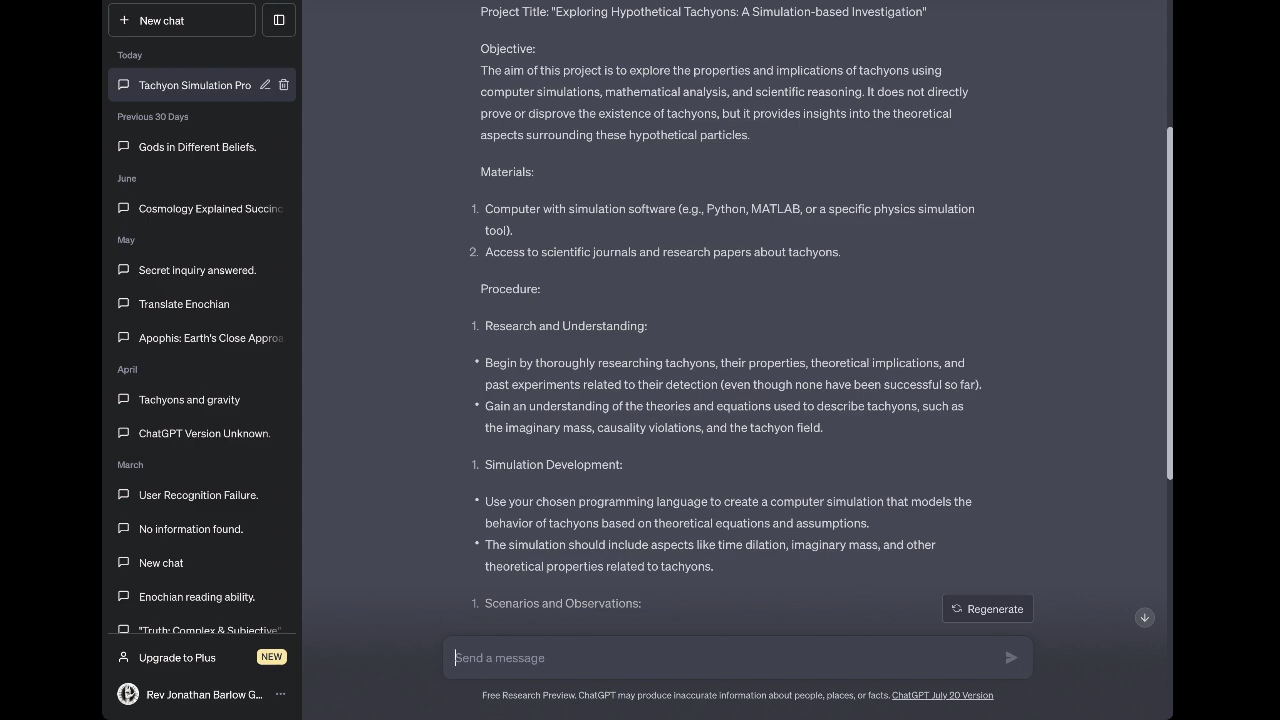 New chat
Today
Tachyon Simulation Pro
Previous 30 Days
Gods in Different Beliefs.
June
Cosmology Explained Succinc
May
Secret inquiry answered.
Translate Enochian
Apophis: Earth's Close Approa
April
Tachyons and gravity
ChatGPT Version Unknown.
March
User Recognition Failure.
No information found.
New chat
Enochian reading ability.
"Truth: Complex & Subjective"
Upgrade to Plus NEW
Rev Jonathan Barlow G...
Project Title: "Exploring Hypothetical Tachyons: A Simulation-based Investigation"
Objective:
The aim of this project is to explore the properties and implications of tachyons using
computer simulations, mathematical analysis, and scientific reasoning. It does not directly
prove or disprove the existence of tachyons, but it provides insights into the theoretical
aspects surrounding these hypothetical particles.
Materials:
1. Computer with simulation software (e.g., Python, MATLAB, or a specific physics simulation
tool).
2. Access to scientific journals and research papers about tachyons.
Procedure:
1. Research and Understanding:
• Begin by thoroughly researching tachyons, their properties, theoretical implications, and
past experiments related to their detection (even though none have been successful so far).
• Gain an understanding of the theories and equations used to describe tachyons, such as
the imaginary mass, causality violations, and the tachyon field.
1. Simulation Development:
• Use your chosen programming language to create a computer simulation that models the
behavior of tachyons based on theoretical equations and assumptions.
• The simulation should include aspects like time dilation, imaginary mass, and other
theoretical properties related to tachyons.
1. Scenarios and Observations:
Regenerate
Send a message
Free Research Preview. ChatGPT may produce inaccurate information about people, places, or facts. ChatGPT July 20 Version